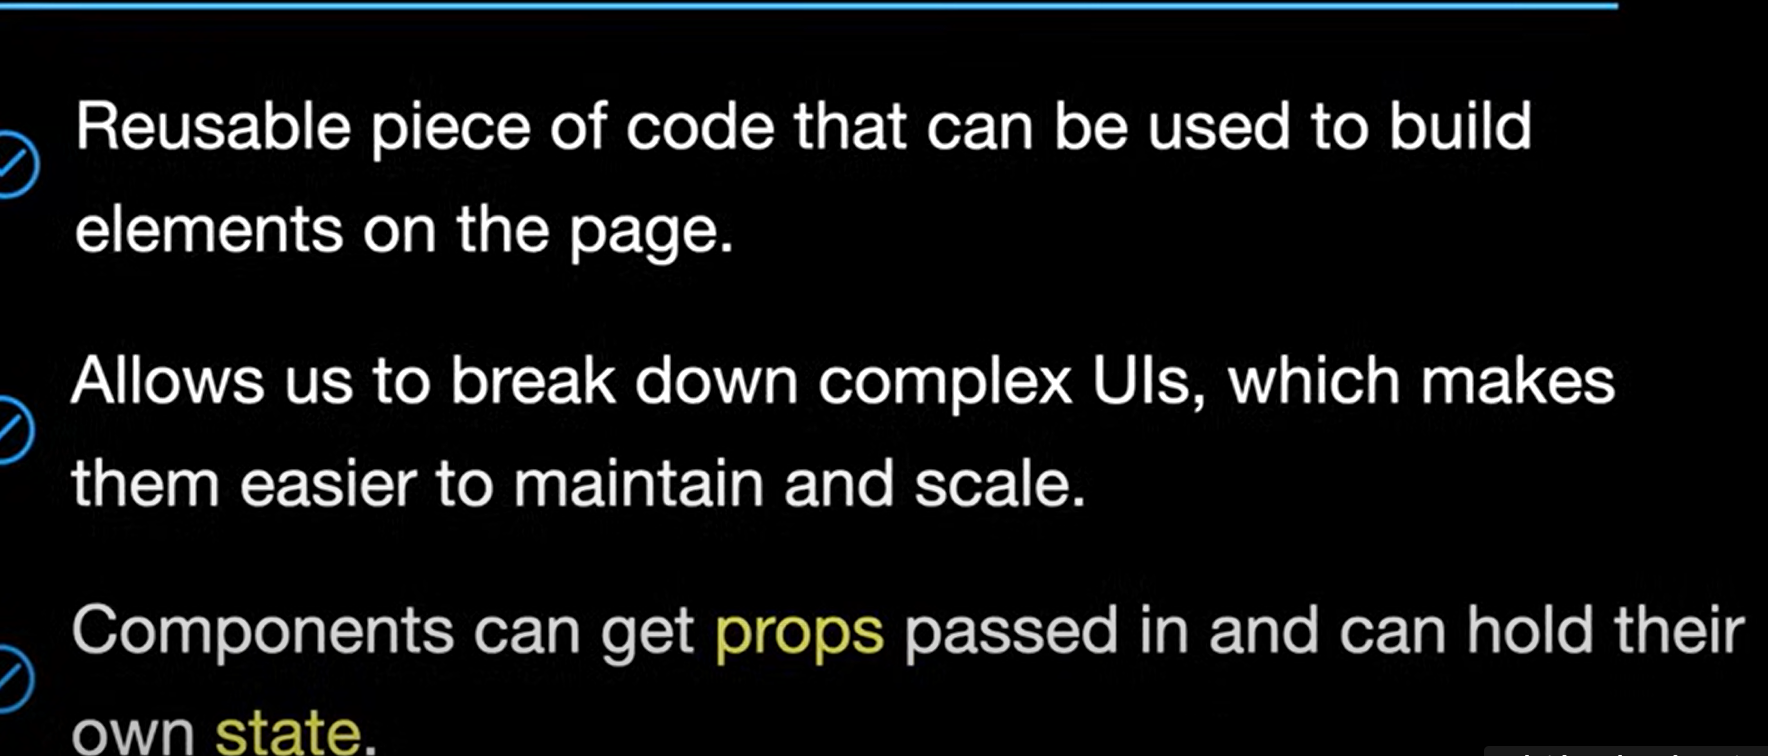 Reusable piece of code that can be used to build
elements on the page.
Allows us to break down complex UIs, which makes
them easier to maintain and scale.
Components can get props passed in and can hold their
own state.